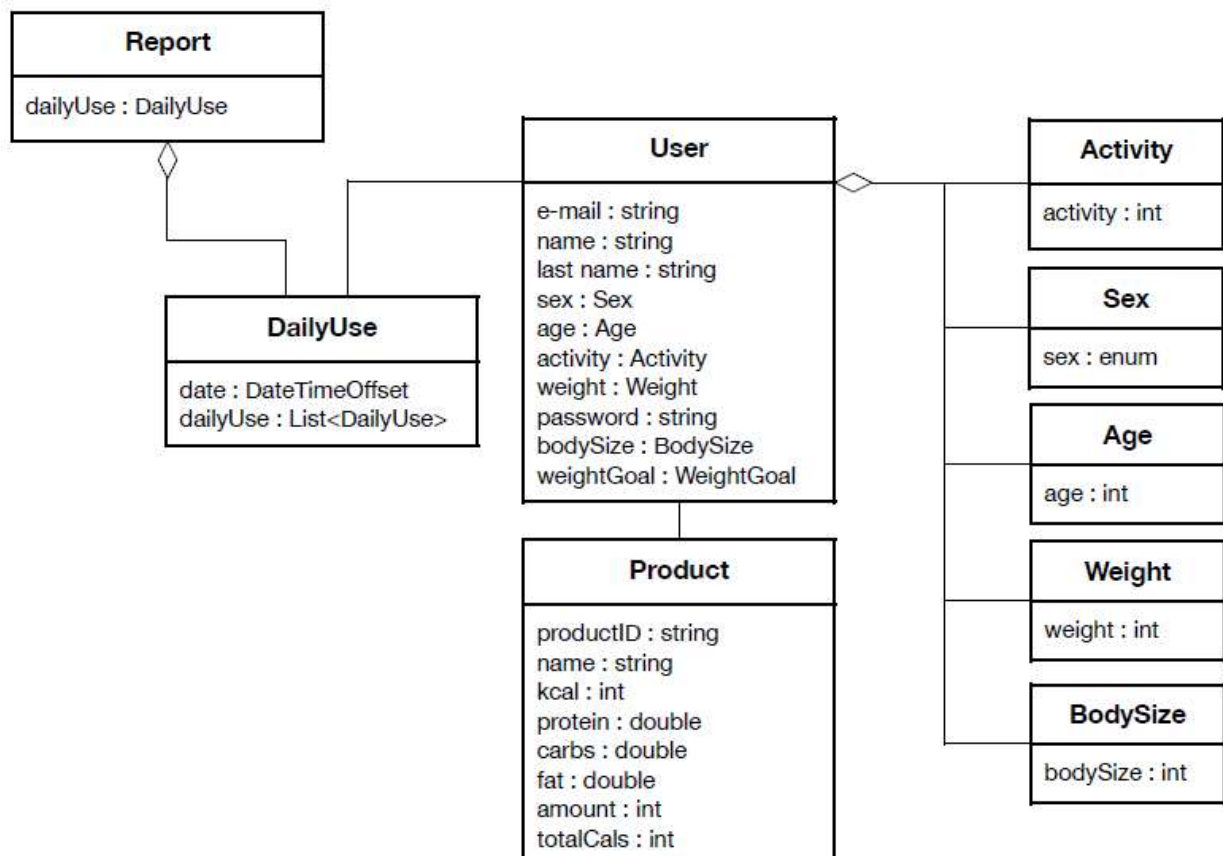 Report
dailyUse : DailyUse
User
e-mail : string
name : string
last name : string
sex : Sex
age : Age
activity : Activity
weight : Weight
password : string
bodySize : BodySize
weightGoal : WeightGoal
Activity
activity : int
Sex
sex : enum
Age
age : int
Weight
weight : int
BodySize
bodySize : int
DailyUse
date : DateTimeOffset
dailyUse : List<DailyUse>
Product
productID : string
name : string
kcal : int
protein : double
carbs : double
fat : double
amount : int
totalCals : int